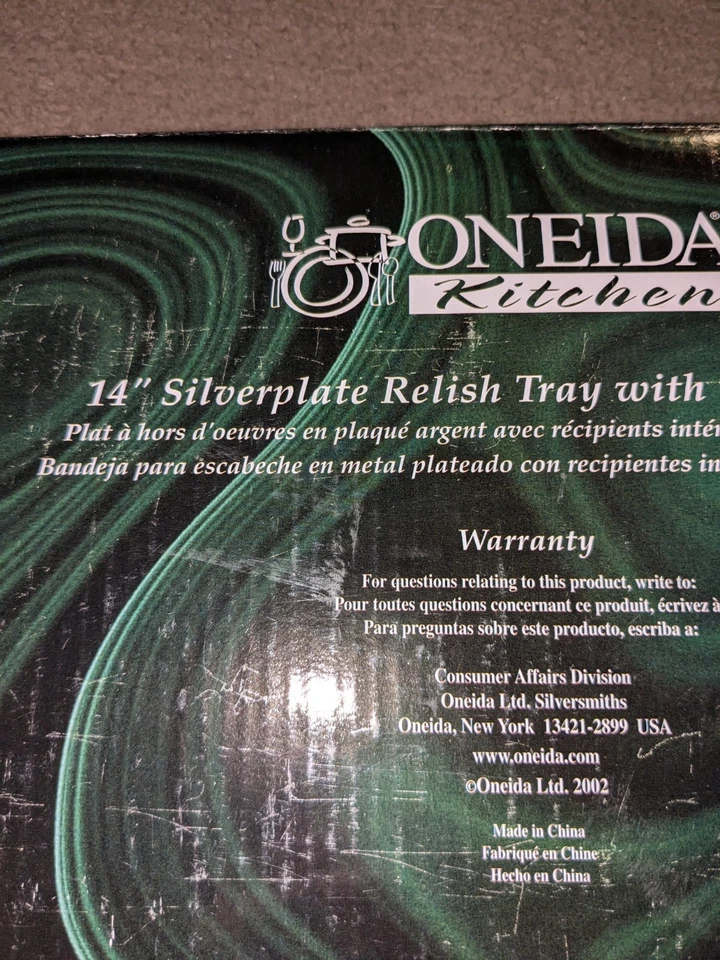 ONEIDA®
Kitchen
14" Silverplate Relish Tray with
Plat à hors d'oeuvres en plaqué argent avec récipients intér
Bandeja para escabeche en metal plateado con recipientes in
Warranty
For questions relating to this product, write to:
Pour toutes questions concernant ce produit, écrivez à
Para preguntas sobre este producto, escriba a:
Consumer Affairs Division
Oneida Ltd. Silversmiths
Oneida, New York 13421-2899 USA
www.oneida.com
©Oneida Ltd. 2002
Made in China
Fabriqué en Chine
Hecho en China